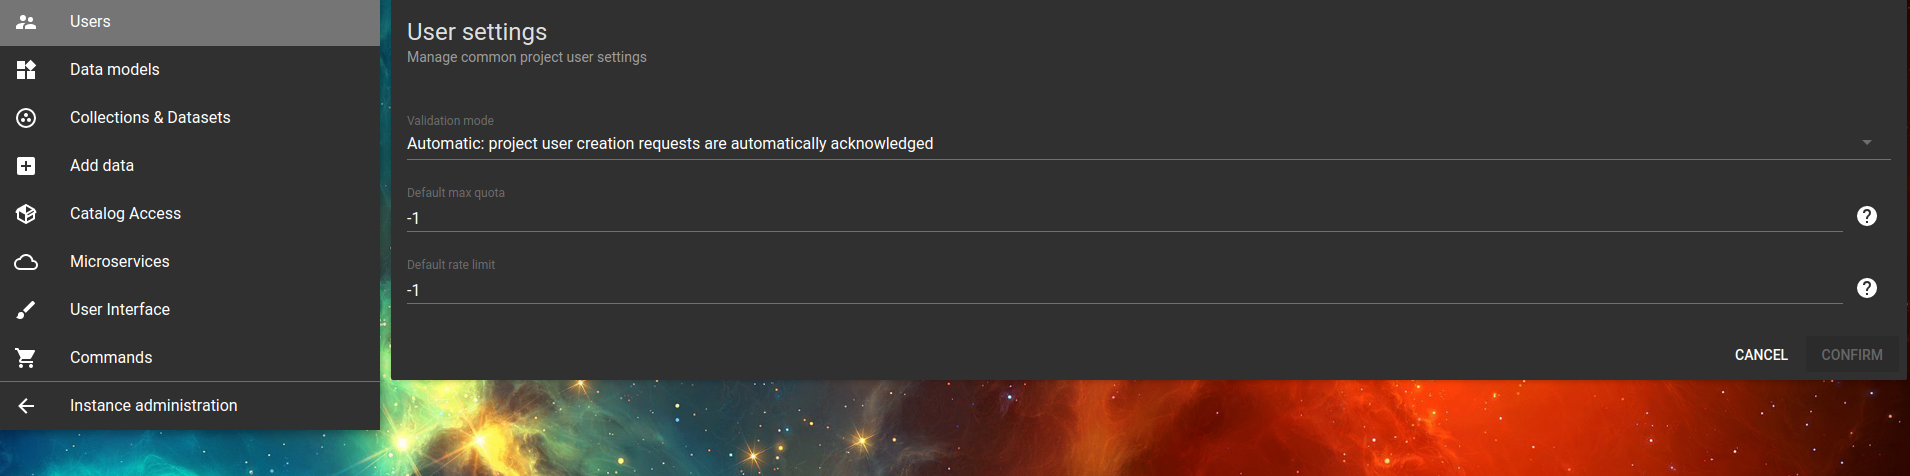 Users
Data models
Collections & Datasets
Add data
Catalog Access
Microservices
User Interface
Commands
Instance administration
User settings
Manage common project user settings
Validation mode
Automatic: project user creation requests are automatically acknowledged
Default max quota
-1
Default rate limit
-1
CANCEL CONFIRM